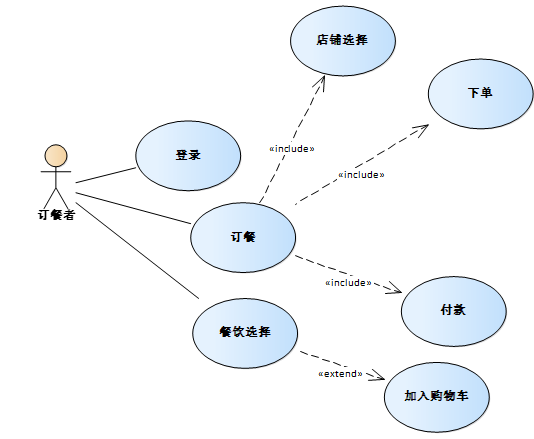 店铺选择
下单
«include»
登录
«include»
订餐者
订餐
«include»
付款
餐饮选择
«extend»
加入购物车